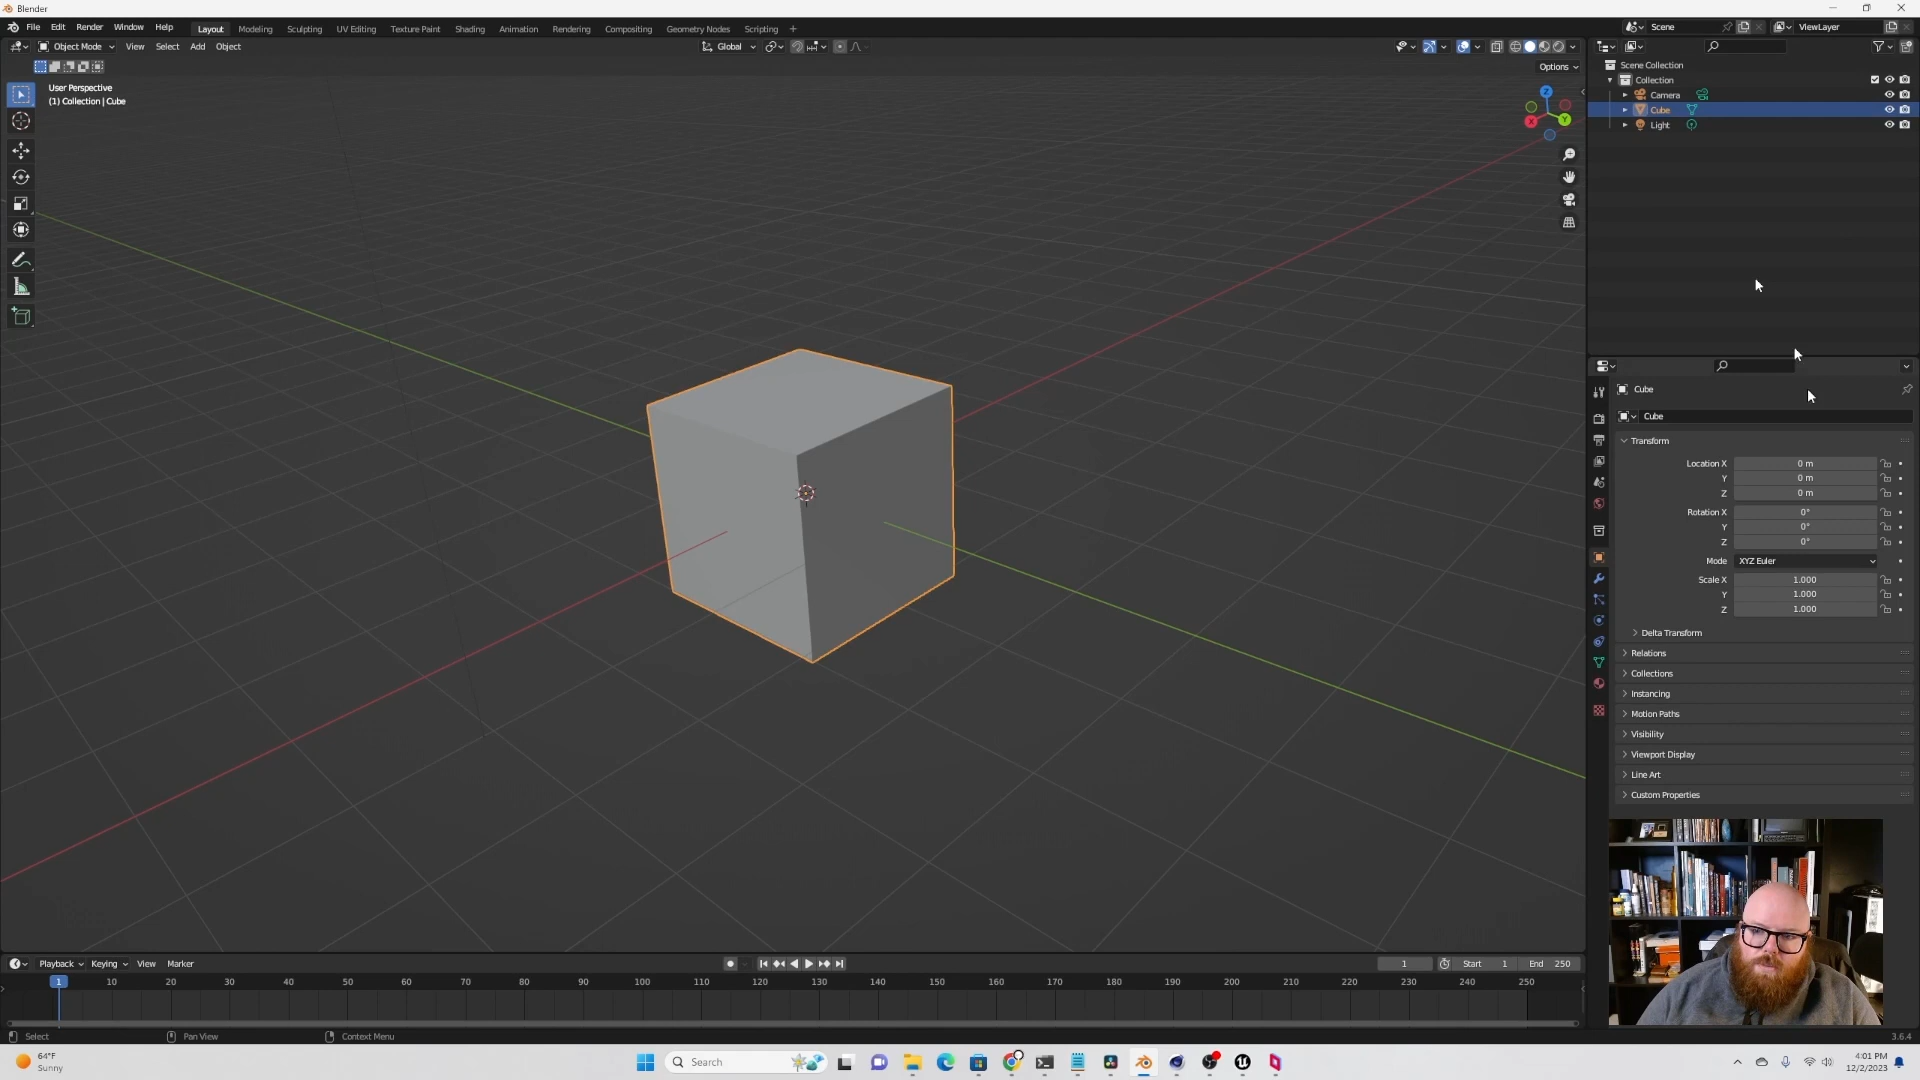 Blender
File Edit Render Window Help Layout Modeling Sculpting UV Editing Texture Paint Shading Animation Rendering Compositing Geometry Nodes Scripting + Scene ViewLayer
Object Mode View Select Add Object Global
Options
User Perspective
(1) Collection | Cube
Z
X
Y
Scene Collection
Collection
Camera
Cube
Light
Cube
Cube
Transform
Location X 0 m
Y 0 m
Z 0 m
Rotation X 0°
Y 0°
Z 0°
Mode XYZ Euler
Scale X 1.000
Y 1.000
Z 1.000
Delta Transform
Relations
Collections
Instancing
Motion Paths
Visibility
Viewport Display
Line Art
Custom Properties
Playback Keying View Marker 1 Start 1 End 250
1 10 20 30 40 50 60 70 80 90 100 110 120 130 140 150 160 170 180 190 200 210 220 230 240 250
Select Pan View Context Menu 3.6.4
64°F
Sunny
Search
4:01 PM
12/2/2023